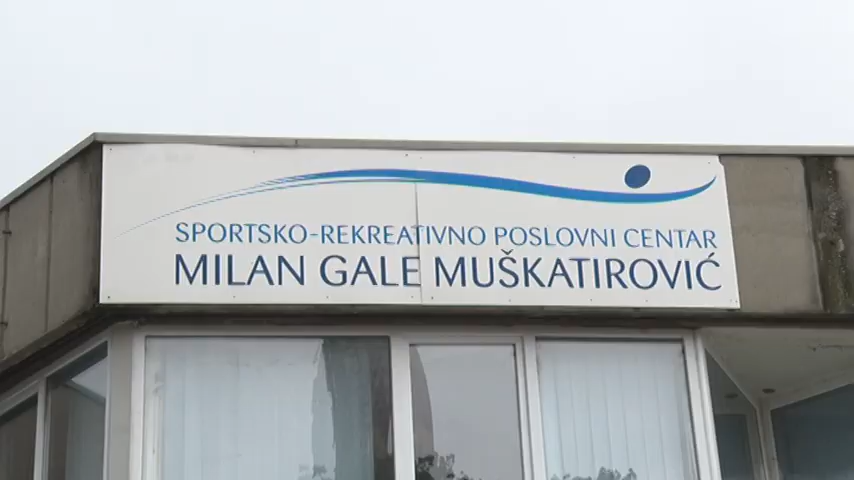 SPORTSKO-REKREATIVNO POSLOVNI CENTAR
MILAN GALE MUŠKATIROVIĆ